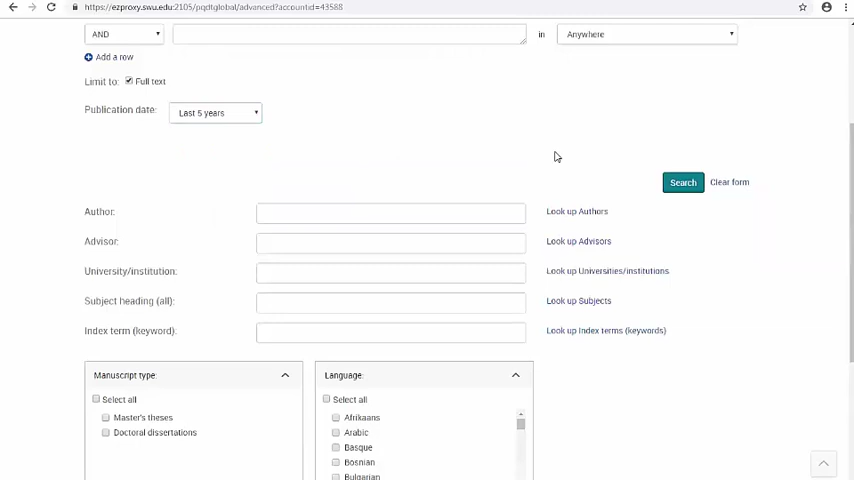 https://ezproxy.swu.edu:2105/pqdtglobal/advanced?accountid=43588
AND in Anywhere
Add a row
Limit to: Full text
Publication date: Last 5 years
Search Clear form
Author: Look up Authors
Advisor: Look up Advisors
University/institution: Look up Universities/institutions
Subject heading (all): Look up Subjects
Index term (keyword): Look up Index terms (keywords)
Manuscript type: Language:
Select all Select all
Master's theses Afrikaans
Doctoral dissertations Arabic
Basque
Bosnian
Bulgarian